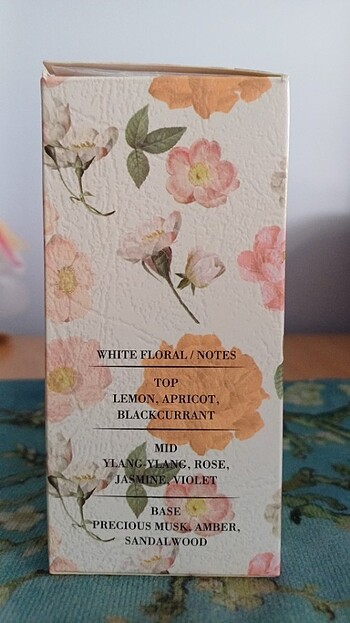 WHITE FLORAL / NOTES
TOP
LEMON, APRICOT,
BLACKCURRANT
MID
YLANG-YLANG, ROSE,
JASMINE, VIOLET
BASE
PRECIOUS MUSK, AMBER,
SANDALWOOD